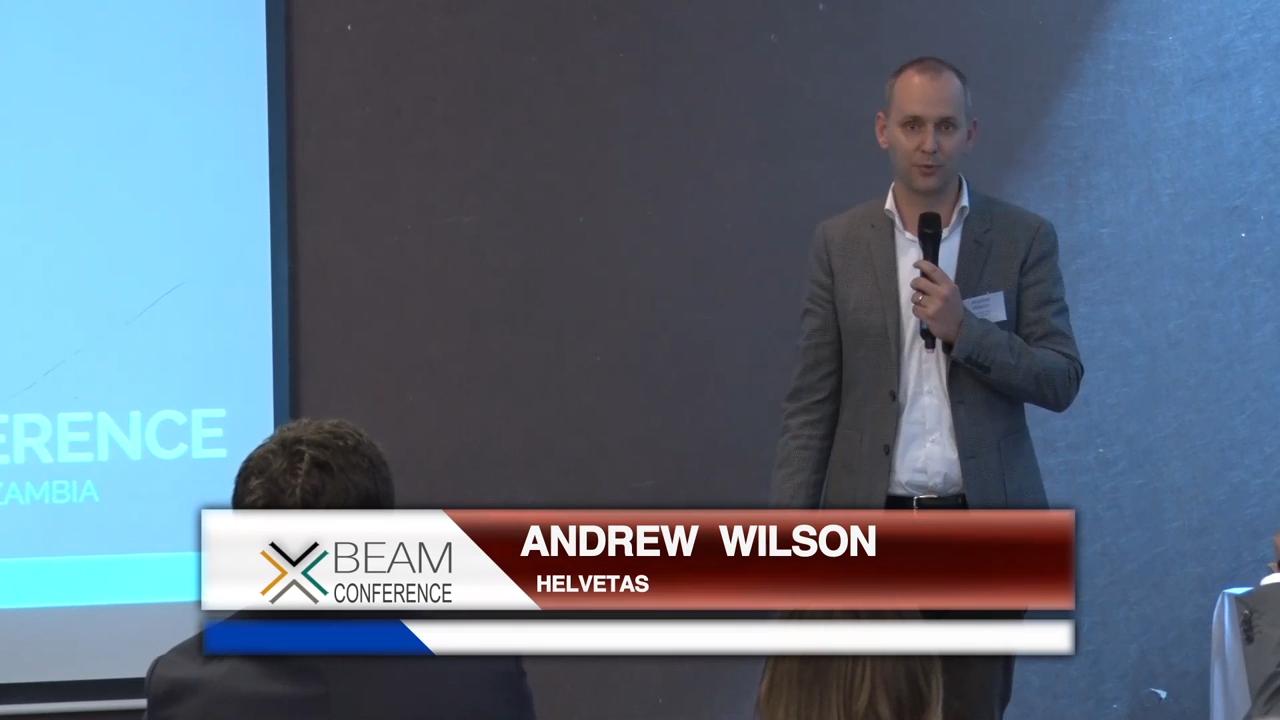 ERENCE
ZAMBIA
BEAM
CONFERENCE
ANDREW WILSON
HELVETAS